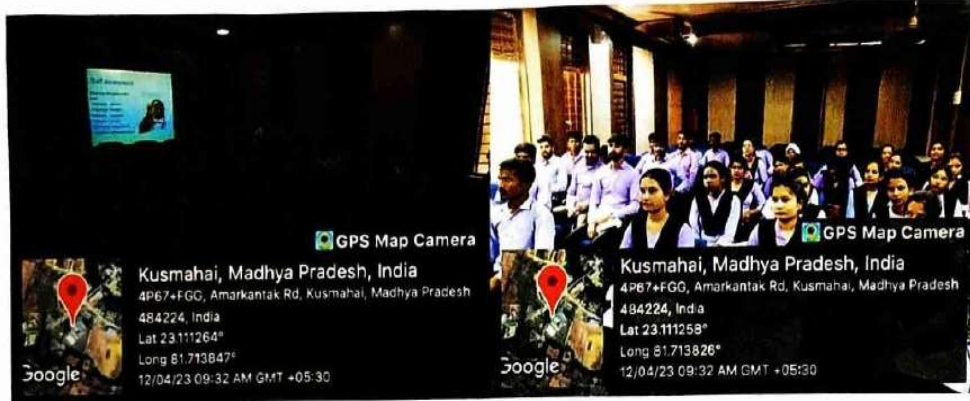 Self Assessment
GPS Map Camera
Kusmahai, Madhya Pradesh, India
4P67+FGG, Amarkantak Rd, Kusmahai, Madhya Pradesh
484224, India
Lat 23.111264°
Long 81.713847°
12/04/23 09:32 AM GMT +05:30
Google
GPS Map Camera
Kusmahai, Madhya Pradesh, India
4P67+FGG, Amarkantak Rd, Kusmahai, Madhya Pradesh
484224, India
Lat 23.111258°
Long 81.713826°
12/04/23 09:32 AM GMT +05:30
Google